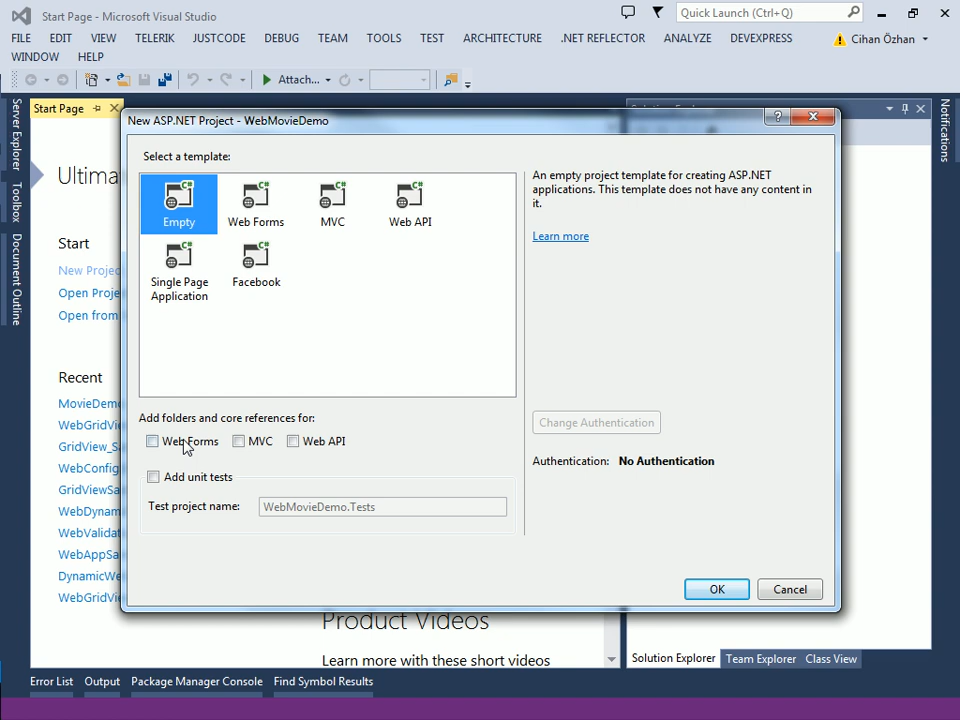 Start Page - Microsoft Visual Studio
Quick Launch (Ctrl+Q)
FILE EDIT VIEW TELERIK JUSTCODE DEBUG TEAM TOOLS TEST ARCHITECTURE .NET REFLECTOR ANALYZE DEVEXPRESS Cihan Özhan
WINDOW HELP
Attach...
Server Explorer
Toolbox
Document Outline
Start Page
Solution Explorer
Notifications
Ultima
Start
New Projec
Open Proje
Open from
Recent
MovieDemo
WebGridVi
GridView_Sa
WebConfig
GridViewSa
WebDynam
WebValidat
WebAppSa
DynamicWe
WebGridVi
New ASP.NET Project - WebMovieDemo
Select a template:
C# C# C# C#
Empty Web Forms MVC Web API
C# C#
Single Page Application Facebook
An empty project template for creating ASP.NET
applications. This template does not have any content in
it.
Learn more
Add folders and core references for:
Web Forms MVC Web API
Add unit tests
Test project name: WebMovieDemo.Tests
Change Authentication
Authentication: No Authentication
OK Cancel
Product Videos
Learn more with these short videos
Solution Explorer Team Explorer Class View
Error List Output Package Manager Console Find Symbol Results